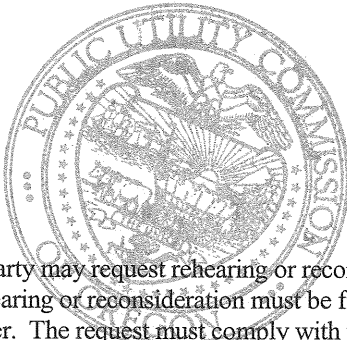 PUBLIC UTILITY COMMISSION
OREGON
arty may request rehearing or recon
earing or reconsideration must be f
er. The request must comply with